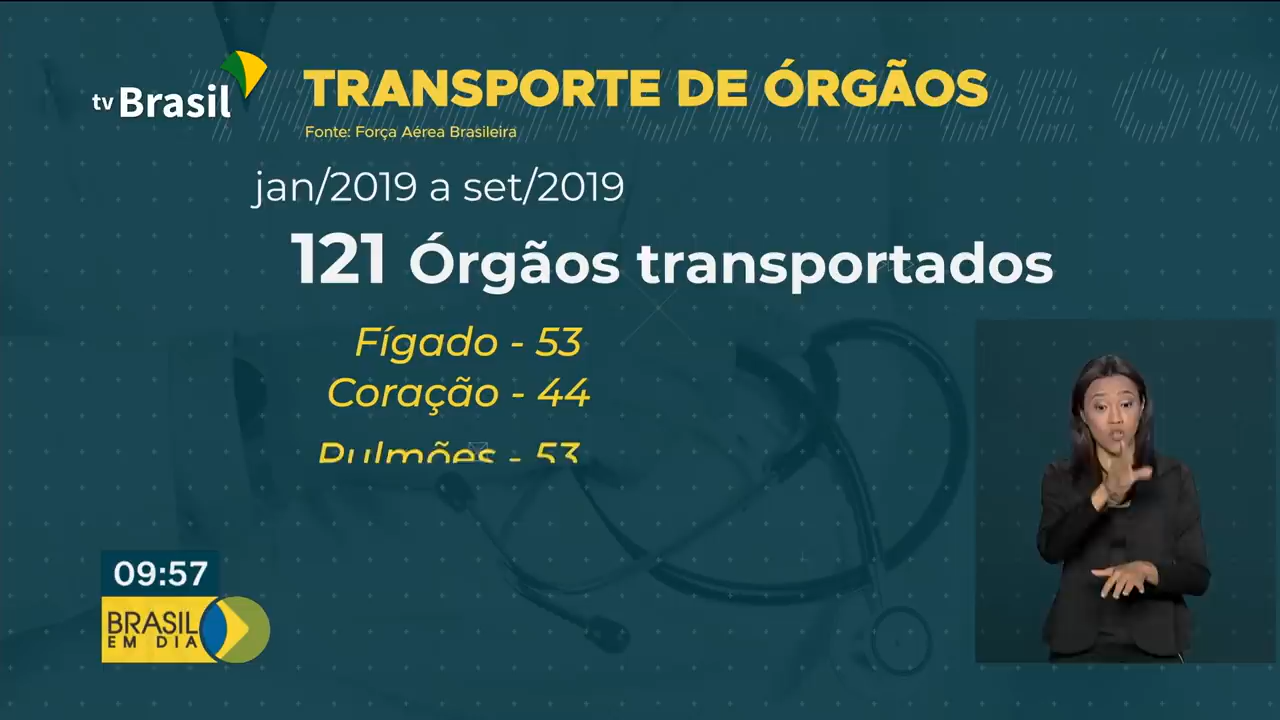 tv Brasil
TRANSPORTE DE ÓRGÃOS
Fonte: Força Aérea Brasileira
jan/2019 a set/2019
121 Órgãos transportados
Fígado - 53
Coração - 44
Pulmões - 53
09:57
BRASIL
EM DIA